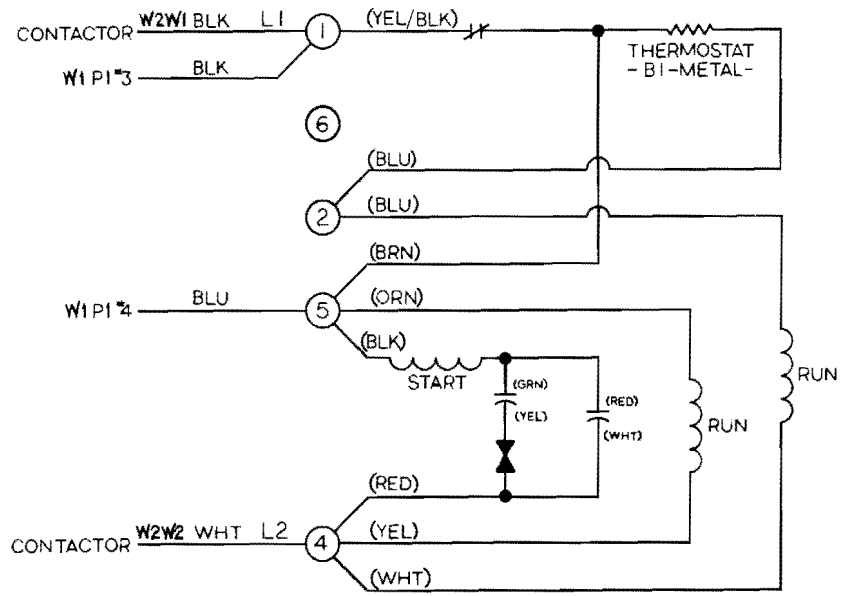 CONTACTOR W2W1 BLK L1 1 (YEL/BLK)
THERMOSTAT
-BI-METAL-
W1 P1 #3 BLK
6
(BLU)
2 (BLU)
(BRN)
W1 P1 #4 BLU 5 (ORN)
(BLK)
START
(GRN)
(YEL)
(RED)
(WHT)
RUN
RUN
(RED)
CONTACTOR W2W2 WHT L2 4 (YEL)
(WHT)